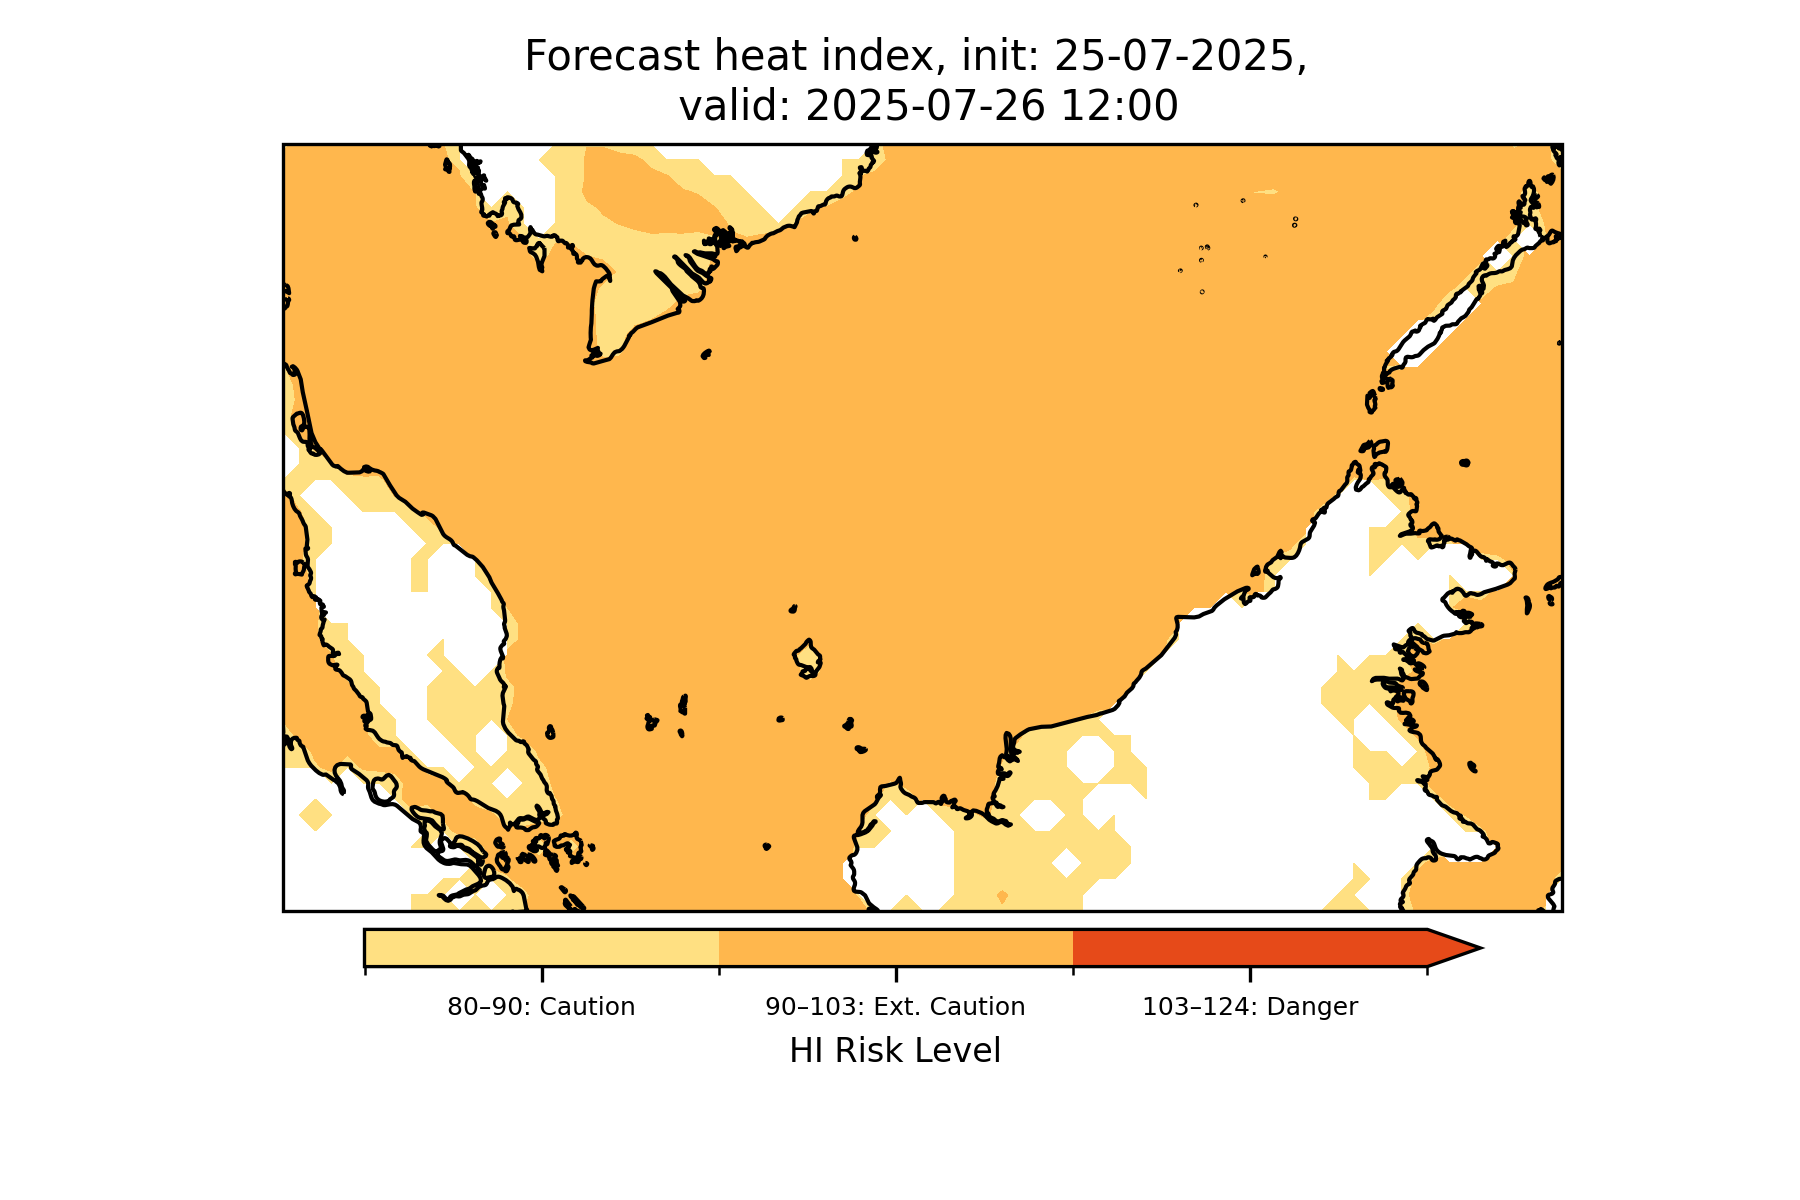 Forecast heat index, init: 25-07-2025,
valid: 2025-07-26 12:00
80–90: Caution
90–103: Ext. Caution
103–124: Danger
HI Risk Level